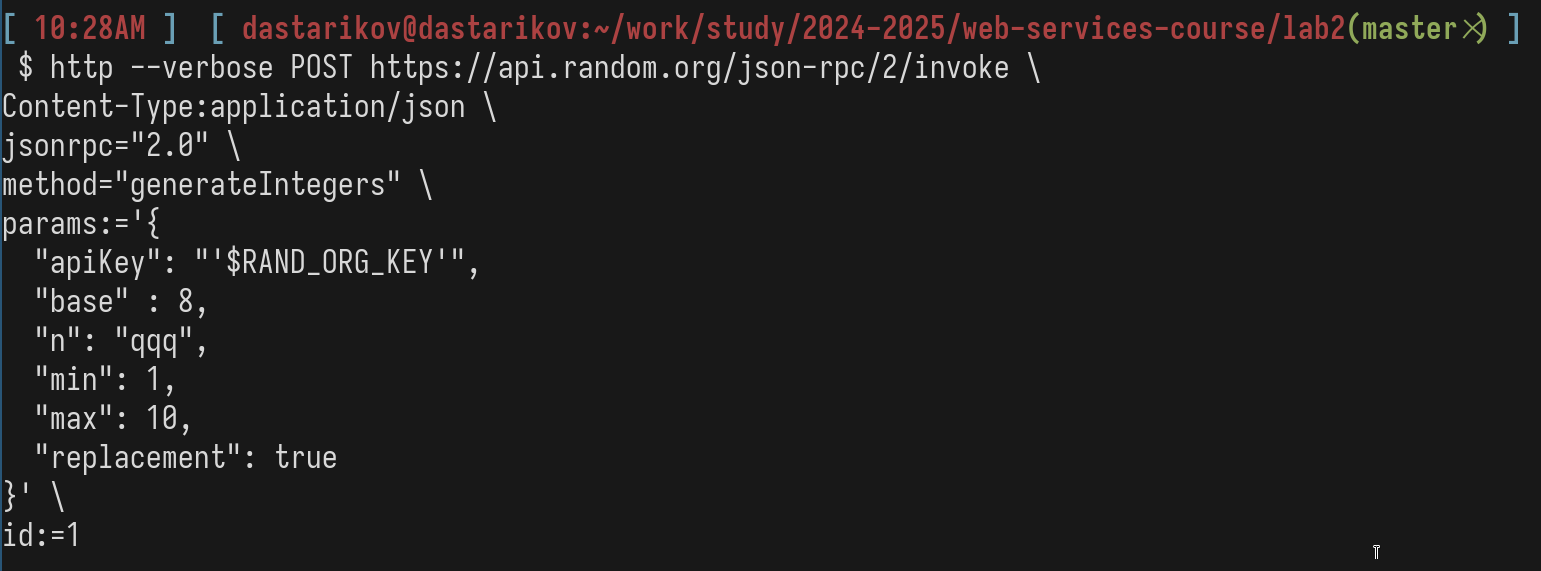 [ 10:28AM ] [ dastarikov@dastarikov:~/work/study/2024-2025/web-services-course/lab2(master⨯) ]
$ http --verbose POST https://api.random.org/json-rpc/2/invoke \
Content-Type:application/json \
jsonrpc="2.0" \
method="generateIntegers" \
params:='{
"apiKey": "'$RAND_ORG_KEY'",
"base" : 8,
"n": "qqq",
"min": 1,
"max": 10,
"replacement": true
}' \
id:=1